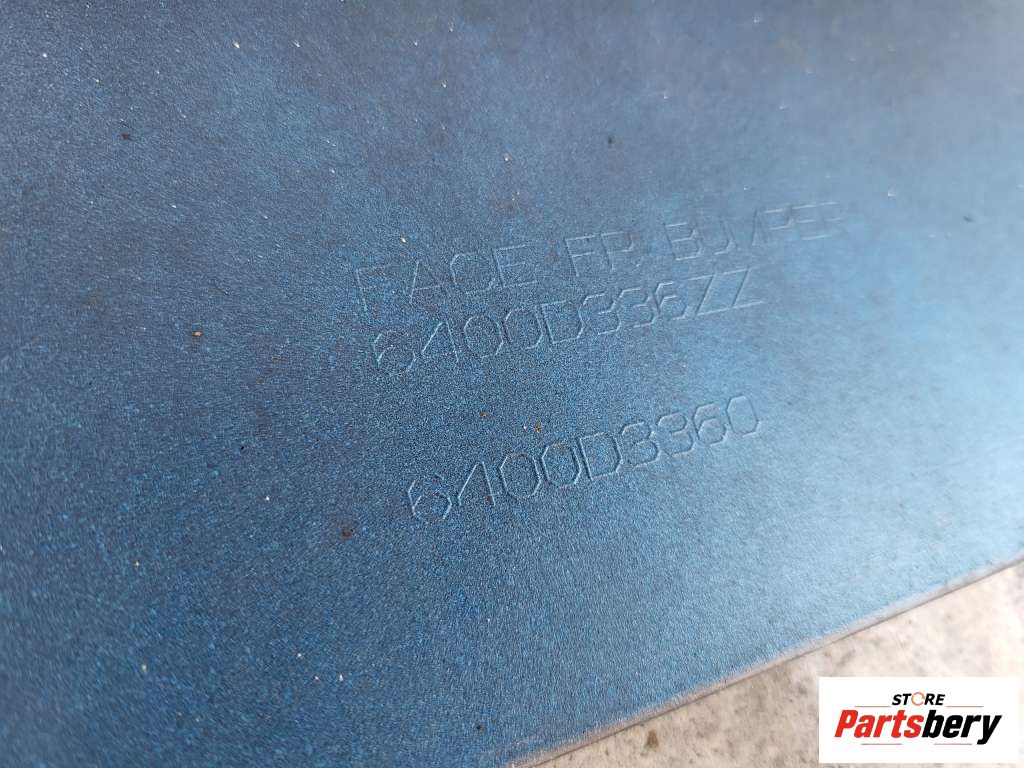 FACE FR BUMPER
6400D336ZZ
6400D3360
STORE
Partsbery